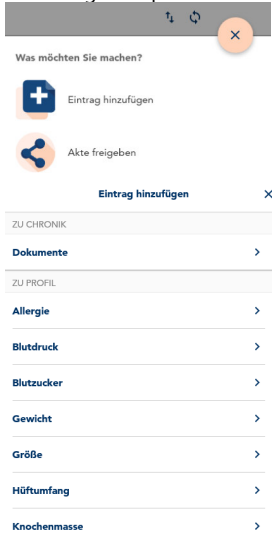 Was möchten Sie machen?
Eintrag hinzufügen
Akte freigeben
Eintrag hinzufügen
ZU CHRONIK
Dokumente
ZU PROFIL
Allergie
Blutdruck
Blutzucker
Gewicht
Größe
Hüftumfang
Knochenmasse